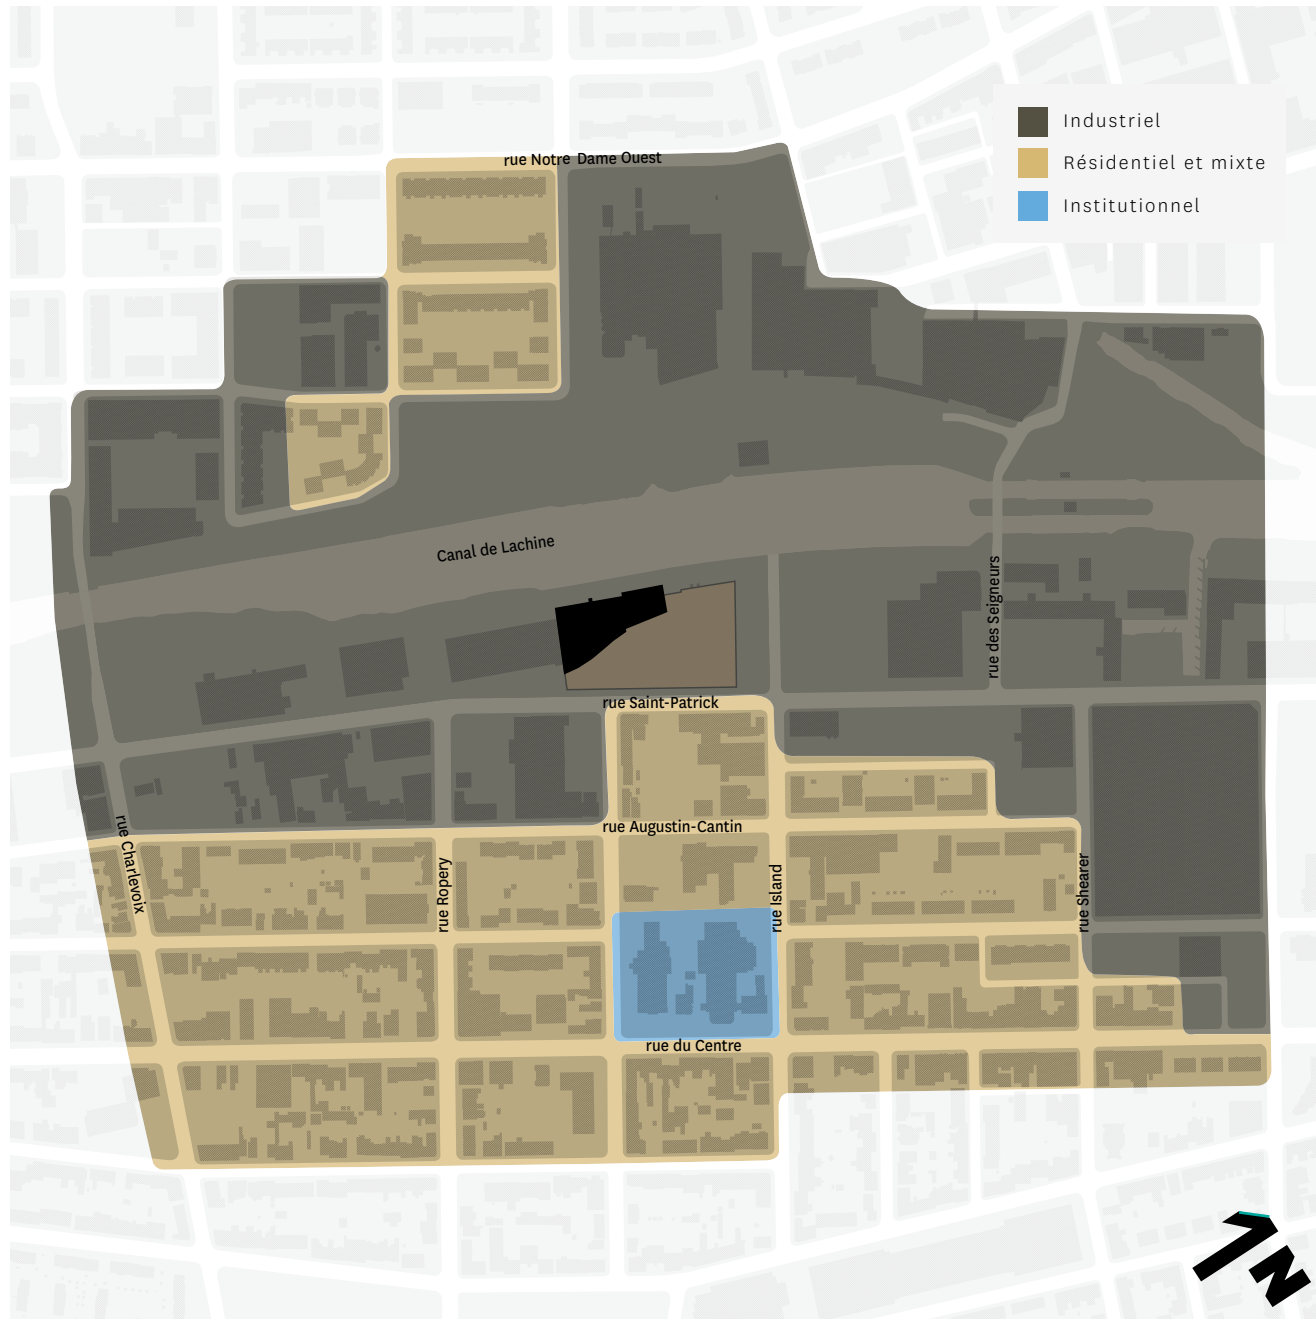 rue Notre Dame Ouest
Industriel
Résidentiel et mixte
Institutionnel
Canal de Lachine
rue des Seigneurs
rue Saint-Patrick
rue Augustin-Cantin
rue Charlevoix
rue Ropery
rue Island
rue Shearer
rue du Centre
N